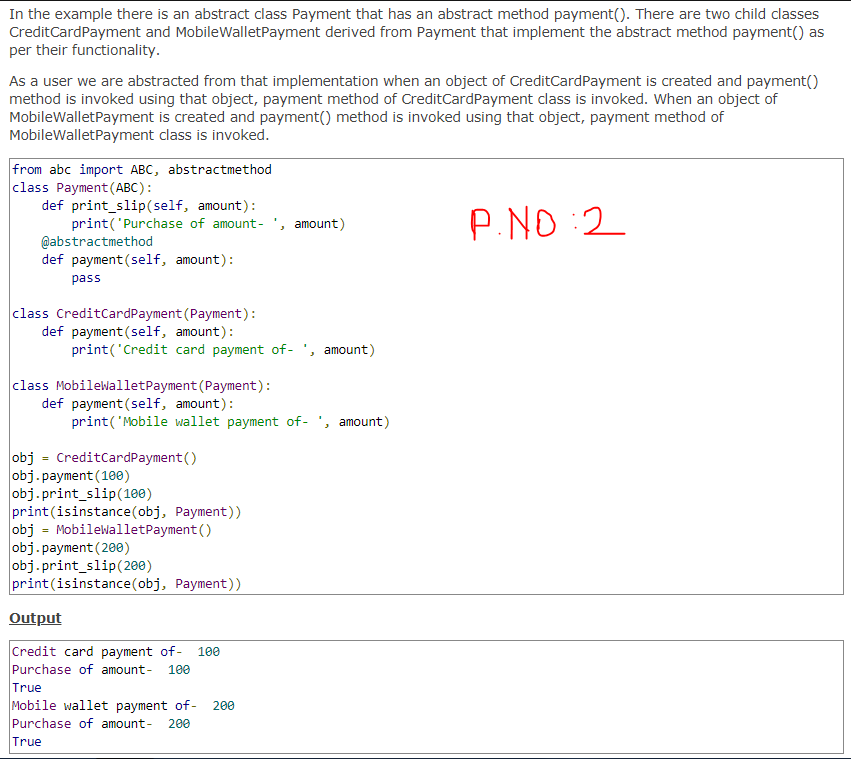 In the example there is an abstract class Payment that has an abstract method payment(). There are two child classes
CreditCardPayment and MobileWalletPayment derived from Payment that implement the abstract method payment() as
per their functionality.
As a user we are abstracted from that implementation when an object of CreditCardPayment is created and payment()
method is invoked using that object, payment method of CreditCardPayment class is invoked. When an object of
MobileWalletPayment is created and payment() method is invoked using that object, payment method of
MobileWalletPayment class is invoked.
from abc import ABC, abstractmethod
class Payment(ABC):
    def print_slip(self, amount):
        print('Purchase of amount- ', amount)
P.NO :2
    @abstractmethod
    def payment(self, amount):
        pass
class CreditCardPayment(Payment):
    def payment(self, amount):
        print('Credit card payment of- ', amount)
class MobileWalletPayment(Payment):
    def payment(self, amount):
        print('Mobile wallet payment of- ', amount)
obj = CreditCardPayment()
obj.payment(100)
obj.print_slip(100)
print(isinstance(obj, Payment))
obj = MobileWalletPayment()
obj.payment(200)
obj.print_slip(200)
print(isinstance(obj, Payment))
Output
Credit card payment of-  100
Purchase of amount-  100
True
Mobile wallet payment of-  200
Purchase of amount-  200
True